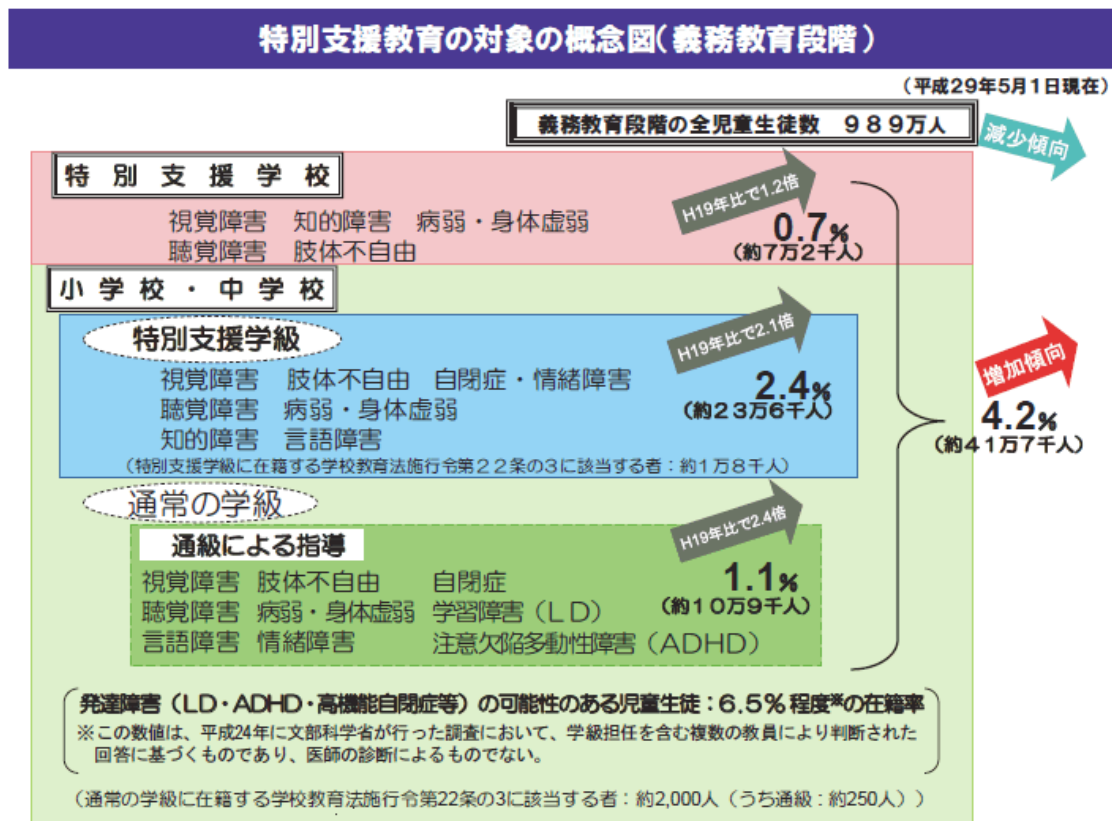 特別支援教育の対象の概念図(義務教育段階)
(平成29年5月1日現在)
義務教育段階の全児童生徒数 989万人
減少傾向
特別支援学校
H19年比で1.2倍
視覚障害 知的障害 病弱・身体虚弱
聴覚障害 肢体不自由
0.7%
(約7万2千人)
小学校・中学校
特別支援学級
H19年比で2.1倍
視覚障害 肢体不自由 自閉症・情緒障害
聴覚障害 病弱・身体虚弱
知的障害 言語障害
2.4%
(約23万6千人)
(特別支援学級に在籍する学校教育法施行令第22条の3に該当する者:約1万8千人)
増加傾向
4.2%
(約41万7千人)
通常の学級
通級による指導
H19年比で2.4倍
視覚障害 肢体不自由 自閉症
聴覚障害 病弱・身体虚弱 学習障害(LD)
言語障害 情緒障害 注意欠陥多動性障害(ADHD)
1.1%
(約10万9千人)
発達障害(LD・ADHD・高機能自閉症等)の可能性のある児童生徒:6.5%程度※の在籍率
※この数値は、平成24年に文部科学省が行った調査において、学級担任を含む複数の教員により判断された
回答に基づくものであり、医師の診断によるものでない。
(通常の学級に在籍する学校教育法施行令第22条の3に該当する者:約2,000人(うち通級:約250人))